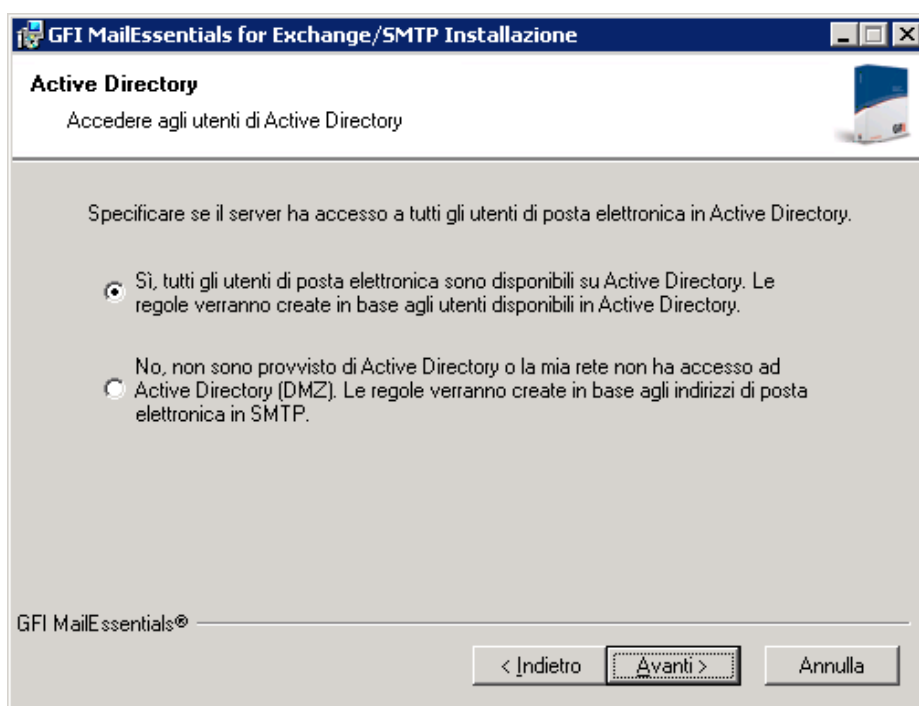 GFI MailEssentials for Exchange/SMTP Installazione
Active Directory
Accedere agli utenti di Active Directory
GFI
Specificare se il server ha accesso a tutti gli utenti di posta elettronica in Active Directory.
Sì, tutti gli utenti di posta elettronica sono disponibili su Active Directory. Le
regole verranno create in base agli utenti disponibili in Active Directory.
No, non sono provvisto di Active Directory o la mia rete non ha accesso ad
Active Directory (DMZ). Le regole verranno create in base agli indirizzi di posta
elettronica in SMTP.
GFI MailEssentials®
< Indietro
Avanti >
Annulla